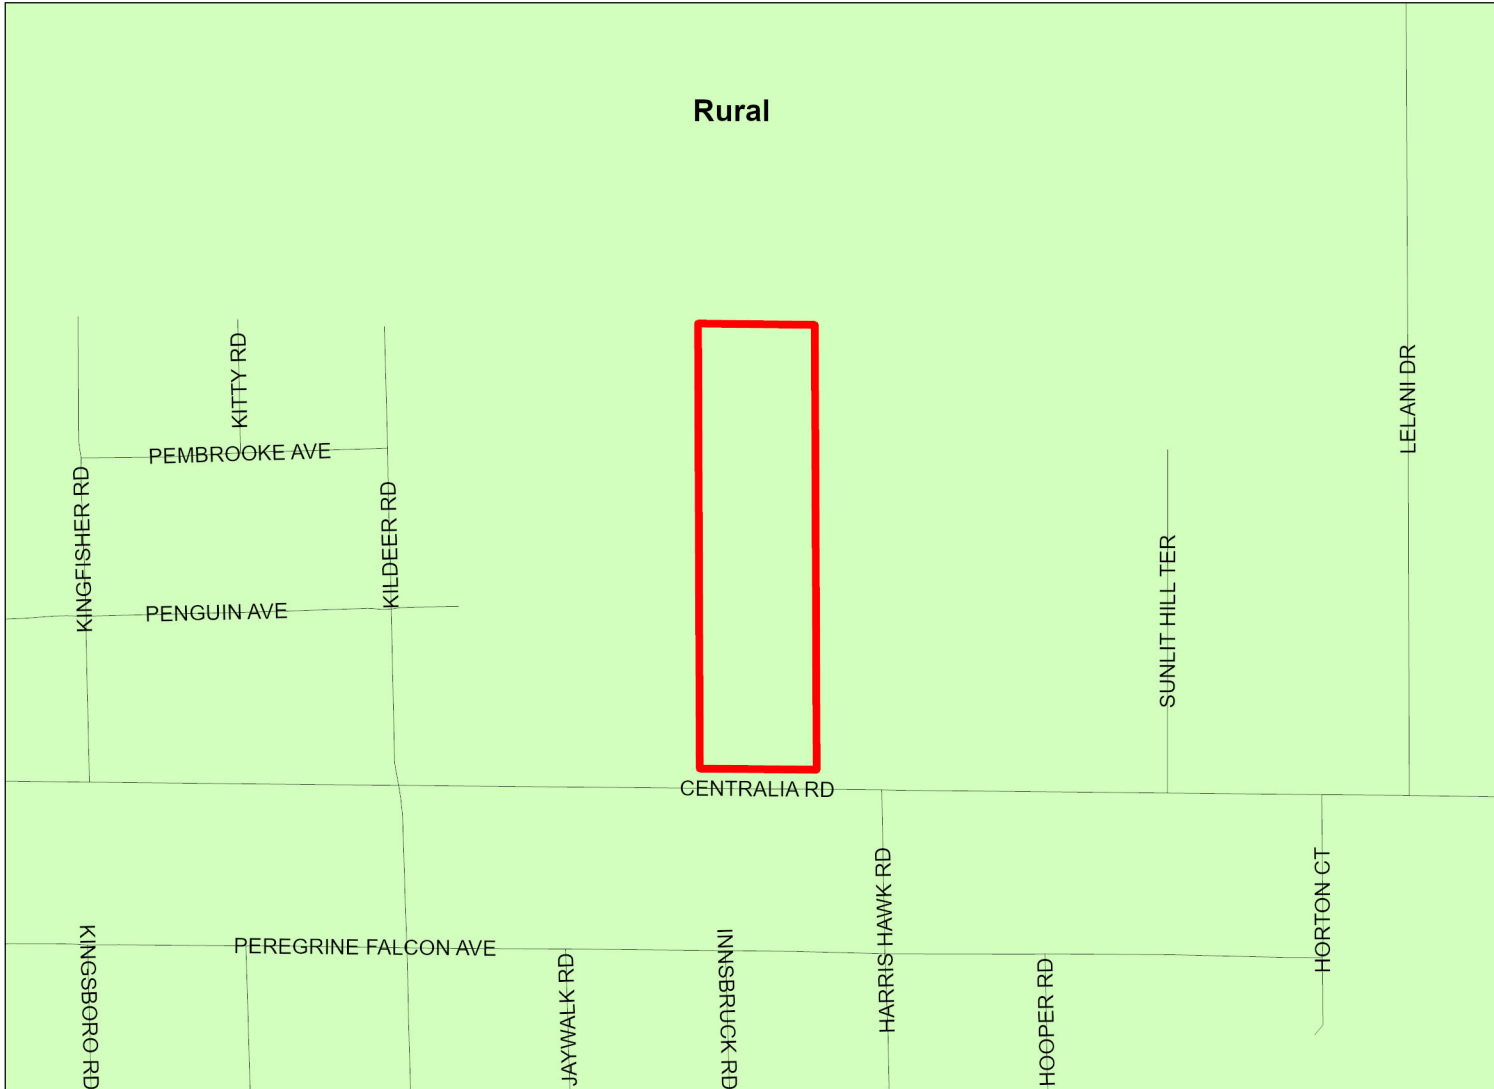 Rural
KITTY RD
LELANI DR
PEMBROOKE AVE
KINGFISHER RD
KILDEER RD
SUNLIT HILL TER
PENGUIN AVE
CENTRALIA RD
HARRIS HAWK RD
HORTON CT
KINGSBORO RD
PEREGRINE FALCON AVE
JAYWALK RD
INNSBRUCK RD
HOOPER RD